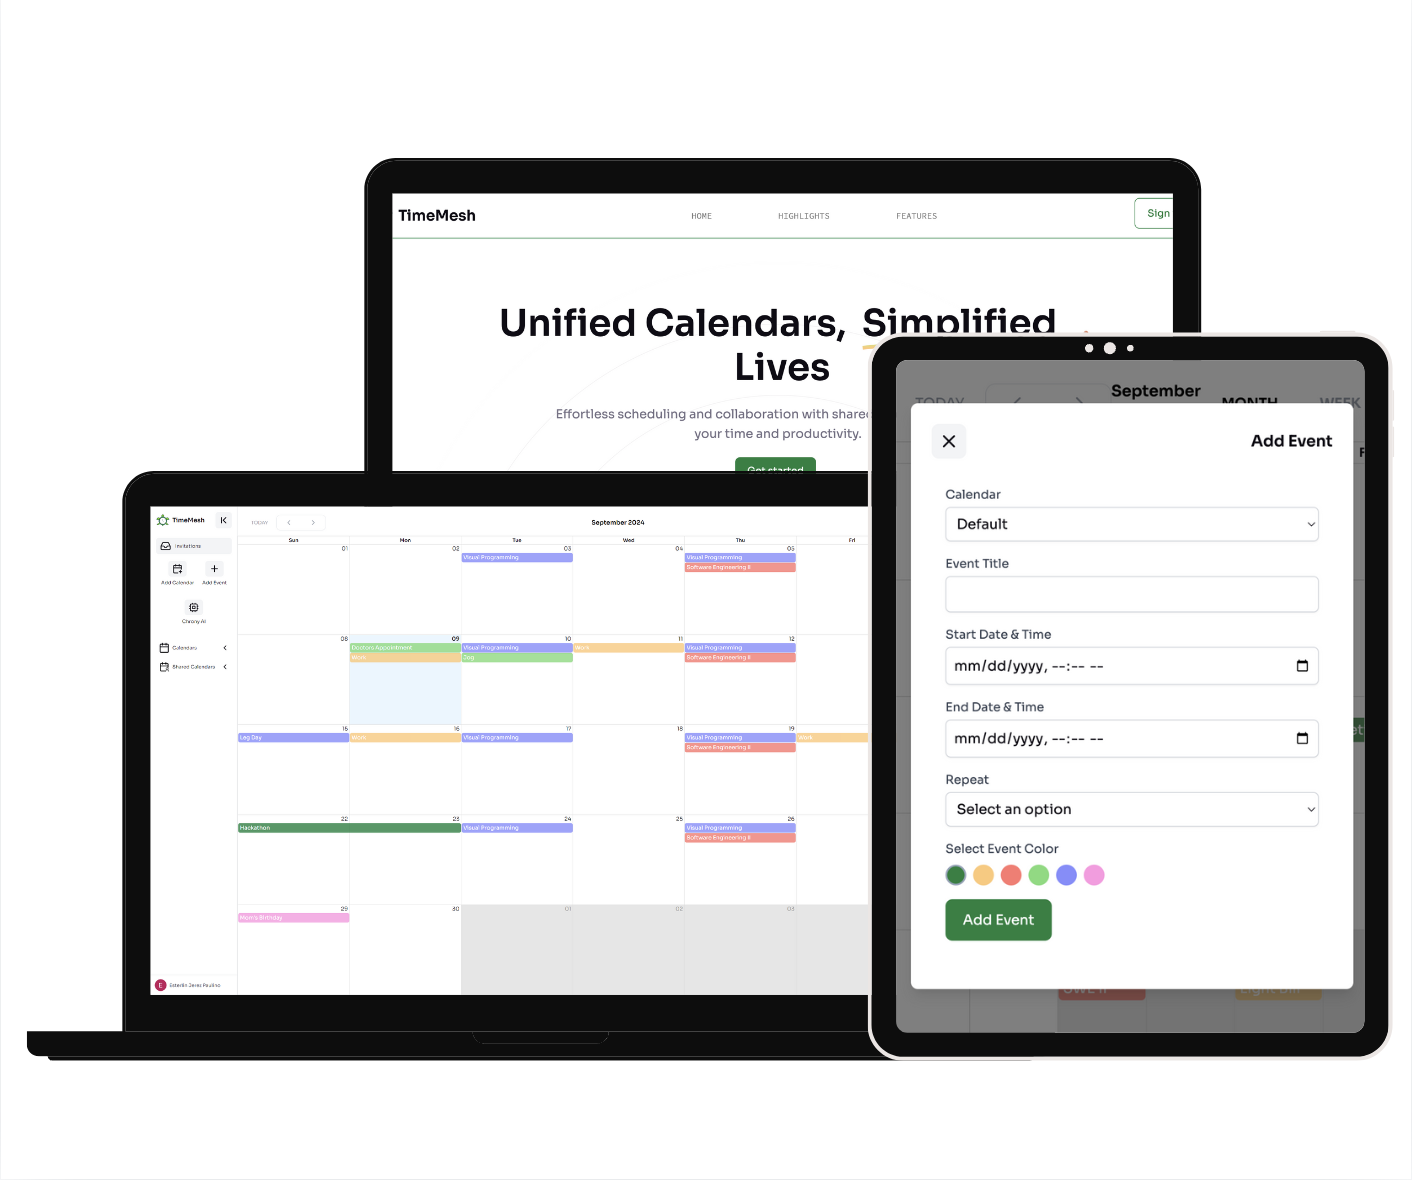 TimeMesh
HOME
HIGHLIGHTS
FEATURES
Sign
Unified Calendars, Simplified
Lives
Effortless scheduling and collaboration with share
your time and productivity.
Get started
TimeMesh
Invitations
Add Calendar
Add Event
Chrony AI
Calendars
Shared Calendars
E
Esterlin Jerez Paulino
TODAY
September 2024
Sun
Mon
Tue
Wed
Thu
Fri
01
02
03
04
05
Visual Programming
Visual Programming
Software Engineering II
08
09
10
11
12
Doctors Appointment
Visual Programming
Work
Visual Programming
Work
Dog
Software Engineering II
15
16
17
18
19
Leg Day
Work
Visual Programming
Visual Programming
Work
Software Engineering II
22
23
24
25
26
Hackathon
Visual Programming
Visual Programming
Software Engineering II
29
30
01
02
03
Mom's Birthday
TODAY
September
MONTH
WEEK
F
Add Event
Calendar
Default
Event Title
Start Date & Time
mm/dd/yyyy, --:-- --
End Date & Time
mm/dd/yyyy, --:-- --
Repeat
Select an option
Select Event Color
Add Event
et
SWE II